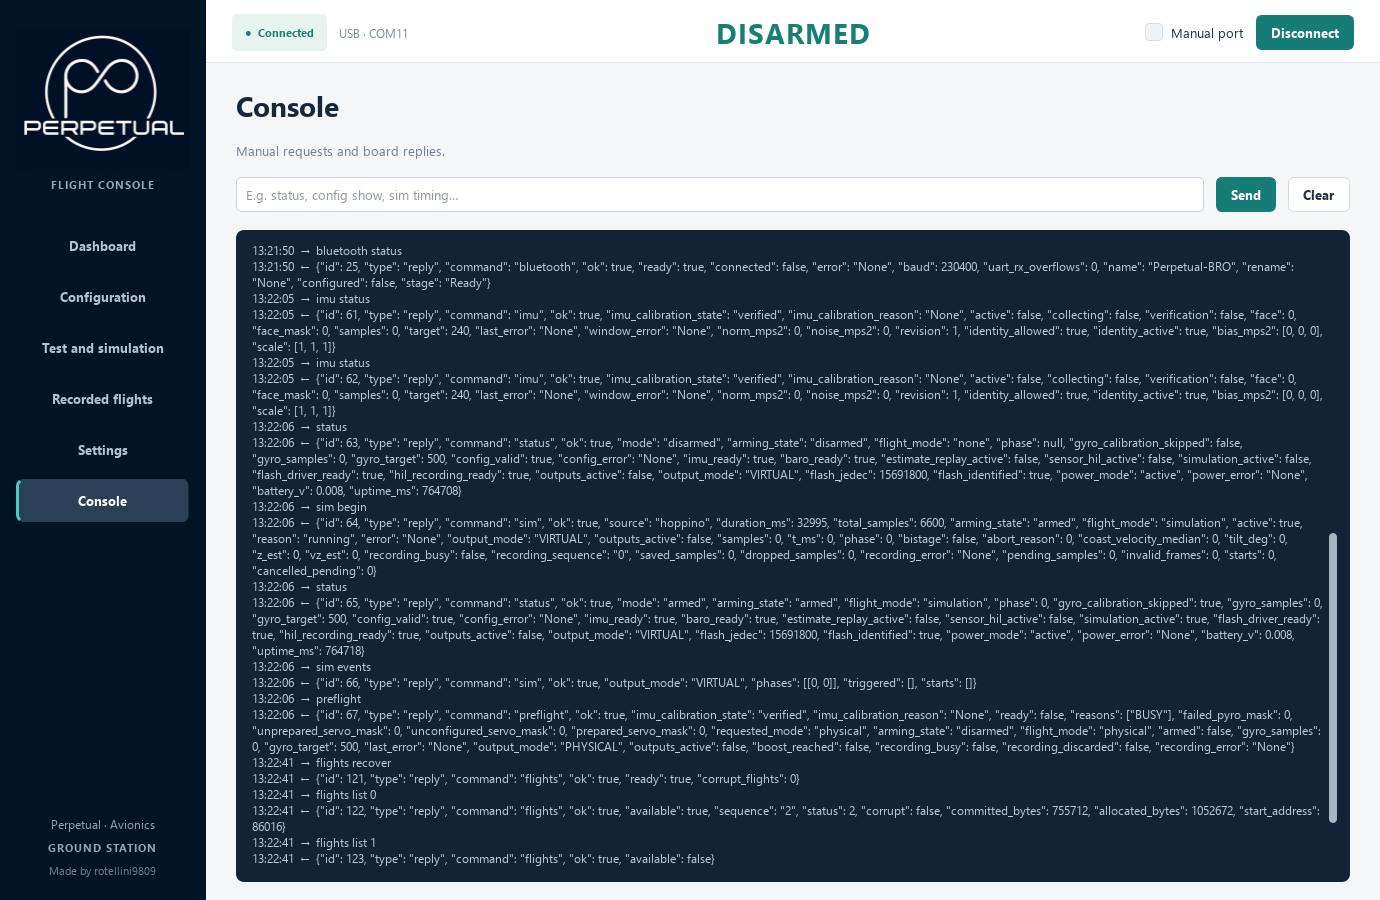 PERPETUAL
FLIGHT CONSOLE
Dashboard
Configuration
Test and simulation
Recorded flights
Settings
Console
Perpetual · Avionics
GROUND STATION
Made by rotellini9809
● Connected
USB · COM11
DISARMED
Manual port
Disconnect
Console
Manual requests and board replies.
E.g. status, config show, sim timing...
Send
Clear
13:21:50 → bluetooth status
13:21:50 ← {"id": 25, "type": "reply", "command": "bluetooth", "ok": true, "ready": true, "connected": false, "error": "None", "baud": 230400, "uart_rx_overflows": 0, "name": "Perpetual-BRO", "rename":
"None", "configured": false, "stage": "Ready"}
13:22:05 → imu status
13:22:05 ← {"id": 61, "type": "reply", "command": "imu", "ok": true, "imu_calibration_state": "verified", "imu_calibration_reason": "None", "active": false, "collecting": false, "verification": false, "face": 0,
"face_mask": 0, "samples": 0, "target": 240, "last_error": "None", "window_error": "None", "norm_mps2": 0, "noise_mps2": 0, "revision": 1, "identity_allowed": true, "identity_active": true, "bias_mps2": [0, 0, 0],
"scale": [1, 1, 1]}
13:22:05 → imu status
13:22:05 ← {"id": 62, "type": "reply", "command": "imu", "ok": true, "imu_calibration_state": "verified", "imu_calibration_reason": "None", "active": false, "collecting": false, "verification": false, "face": 0,
"face_mask": 0, "samples": 0, "target": 240, "last_error": "None", "window_error": "None", "norm_mps2": 0, "noise_mps2": 0, "revision": 1, "identity_allowed": true, "identity_active": true, "bias_mps2": [0, 0, 0],
"scale": [1, 1, 1]}
13:22:06 → status
13:22:06 ← {"id": 63, "type": "reply", "command": "status", "ok": true, "mode": "disarmed", "arming_state": "disarmed", "flight_mode": "none", "phase": null, "gyro_calibration_skipped": false,
"gyro_samples": 0, "gyro_target": 500, "config_valid": true, "config_error": "None", "imu_ready": true, "baro_ready": true, "estimate_replay_active": false, "sensor_hil_active": false, "simulation_active": false,
"flash_driver_ready": true, "hil_recording_ready": true, "outputs_active": false, "output_mode": "VIRTUAL", "flash_jedec": 15691800, "flash_identified": true, "power_mode": "active", "power_error": "None",
"battery_v": 0.008, "uptime_ms": 764708}
13:22:06 → sim begin
13:22:06 ← {"id": 64, "type": "reply", "command": "sim", "ok": true, "source": "hoppino", "duration_ms": 32995, "total_samples": 6600, "arming_state": "armed", "flight_mode": "simulation", "active": true,
"reason": "running", "error": "None", "output_mode": "VIRTUAL", "outputs_active": false, "samples": 0, "t_ms": 0, "phase": 0, "bistage": false, "abort_reason": 0, "coast_velocity_median": 0, "tilt_deg": 0,
"z_est": 0, "vz_est": 0, "recording_busy": false, "recording_sequence": "0", "saved_samples": 0, "dropped_samples": 0, "recording_error": "None", "pending_samples": 0, "invalid_frames": 0, "starts": 0,
"cancelled_pending": 0}
13:22:06 → status
13:22:06 ← {"id": 65, "type": "reply", "command": "status", "ok": true, "mode": "armed", "arming_state": "armed", "flight_mode": "simulation", "phase": 0, "gyro_calibration_skipped": true, "gyro_samples": 0,
"gyro_target": 500, "config_valid": true, "config_error": "None", "imu_ready": true, "baro_ready": true, "estimate_replay_active": false, "sensor_hil_active": false, "simulation_active": true, "flash_driver_ready":
true, "hil_recording_ready": true, "outputs_active": false, "output_mode": "VIRTUAL", "flash_jedec": 15691800, "flash_identified": true, "power_mode": "active", "power_error": "None", "battery_v": 0.008,
"uptime_ms": 764718}
13:22:06 → sim events
13:22:06 ← {"id": 66, "type": "reply", "command": "sim", "ok": true, "output_mode": "VIRTUAL", "phases": [[0, 0]], "triggered": [], "starts": []}
13:22:06 → preflight
13:22:06 ← {"id": 67, "type": "reply", "command": "preflight", "ok": true, "imu_calibration_state": "verified", "imu_calibration_reason": "None", "ready": false, "reasons": ["BUSY"], "failed_pyro_mask": 0,
"unprepared_servo_mask": 0, "unconfigured_servo_mask": 0, "prepared_servo_mask": 0, "requested_mode": "physical", "arming_state": "disarmed", "flight_mode": "physical", "armed": false, "gyro_samples":
0, "gyro_target": 500, "last_error": "None", "output_mode": "PHYSICAL", "outputs_active": false, "boost_reached": false, "recording_busy": false, "recording_discarded": false, "recording_error": "None"}
13:22:41 → flights recover
13:22:41 ← {"id": 121, "type": "reply", "command": "flights", "ok": true, "ready": true, "corrupt_flights": 0}
13:22:41 → flights list 0
13:22:41 ← {"id": 122, "type": "reply", "command": "flights", "ok": true, "available": true, "sequence": "2", "status": 2, "corrupt": false, "committed_bytes": 755712, "allocated_bytes": 1052672, "start_address":
86016}
13:22:41 → flights list 1
13:22:41 ← {"id": 123, "type": "reply", "command": "flights", "ok": true, "available": false}